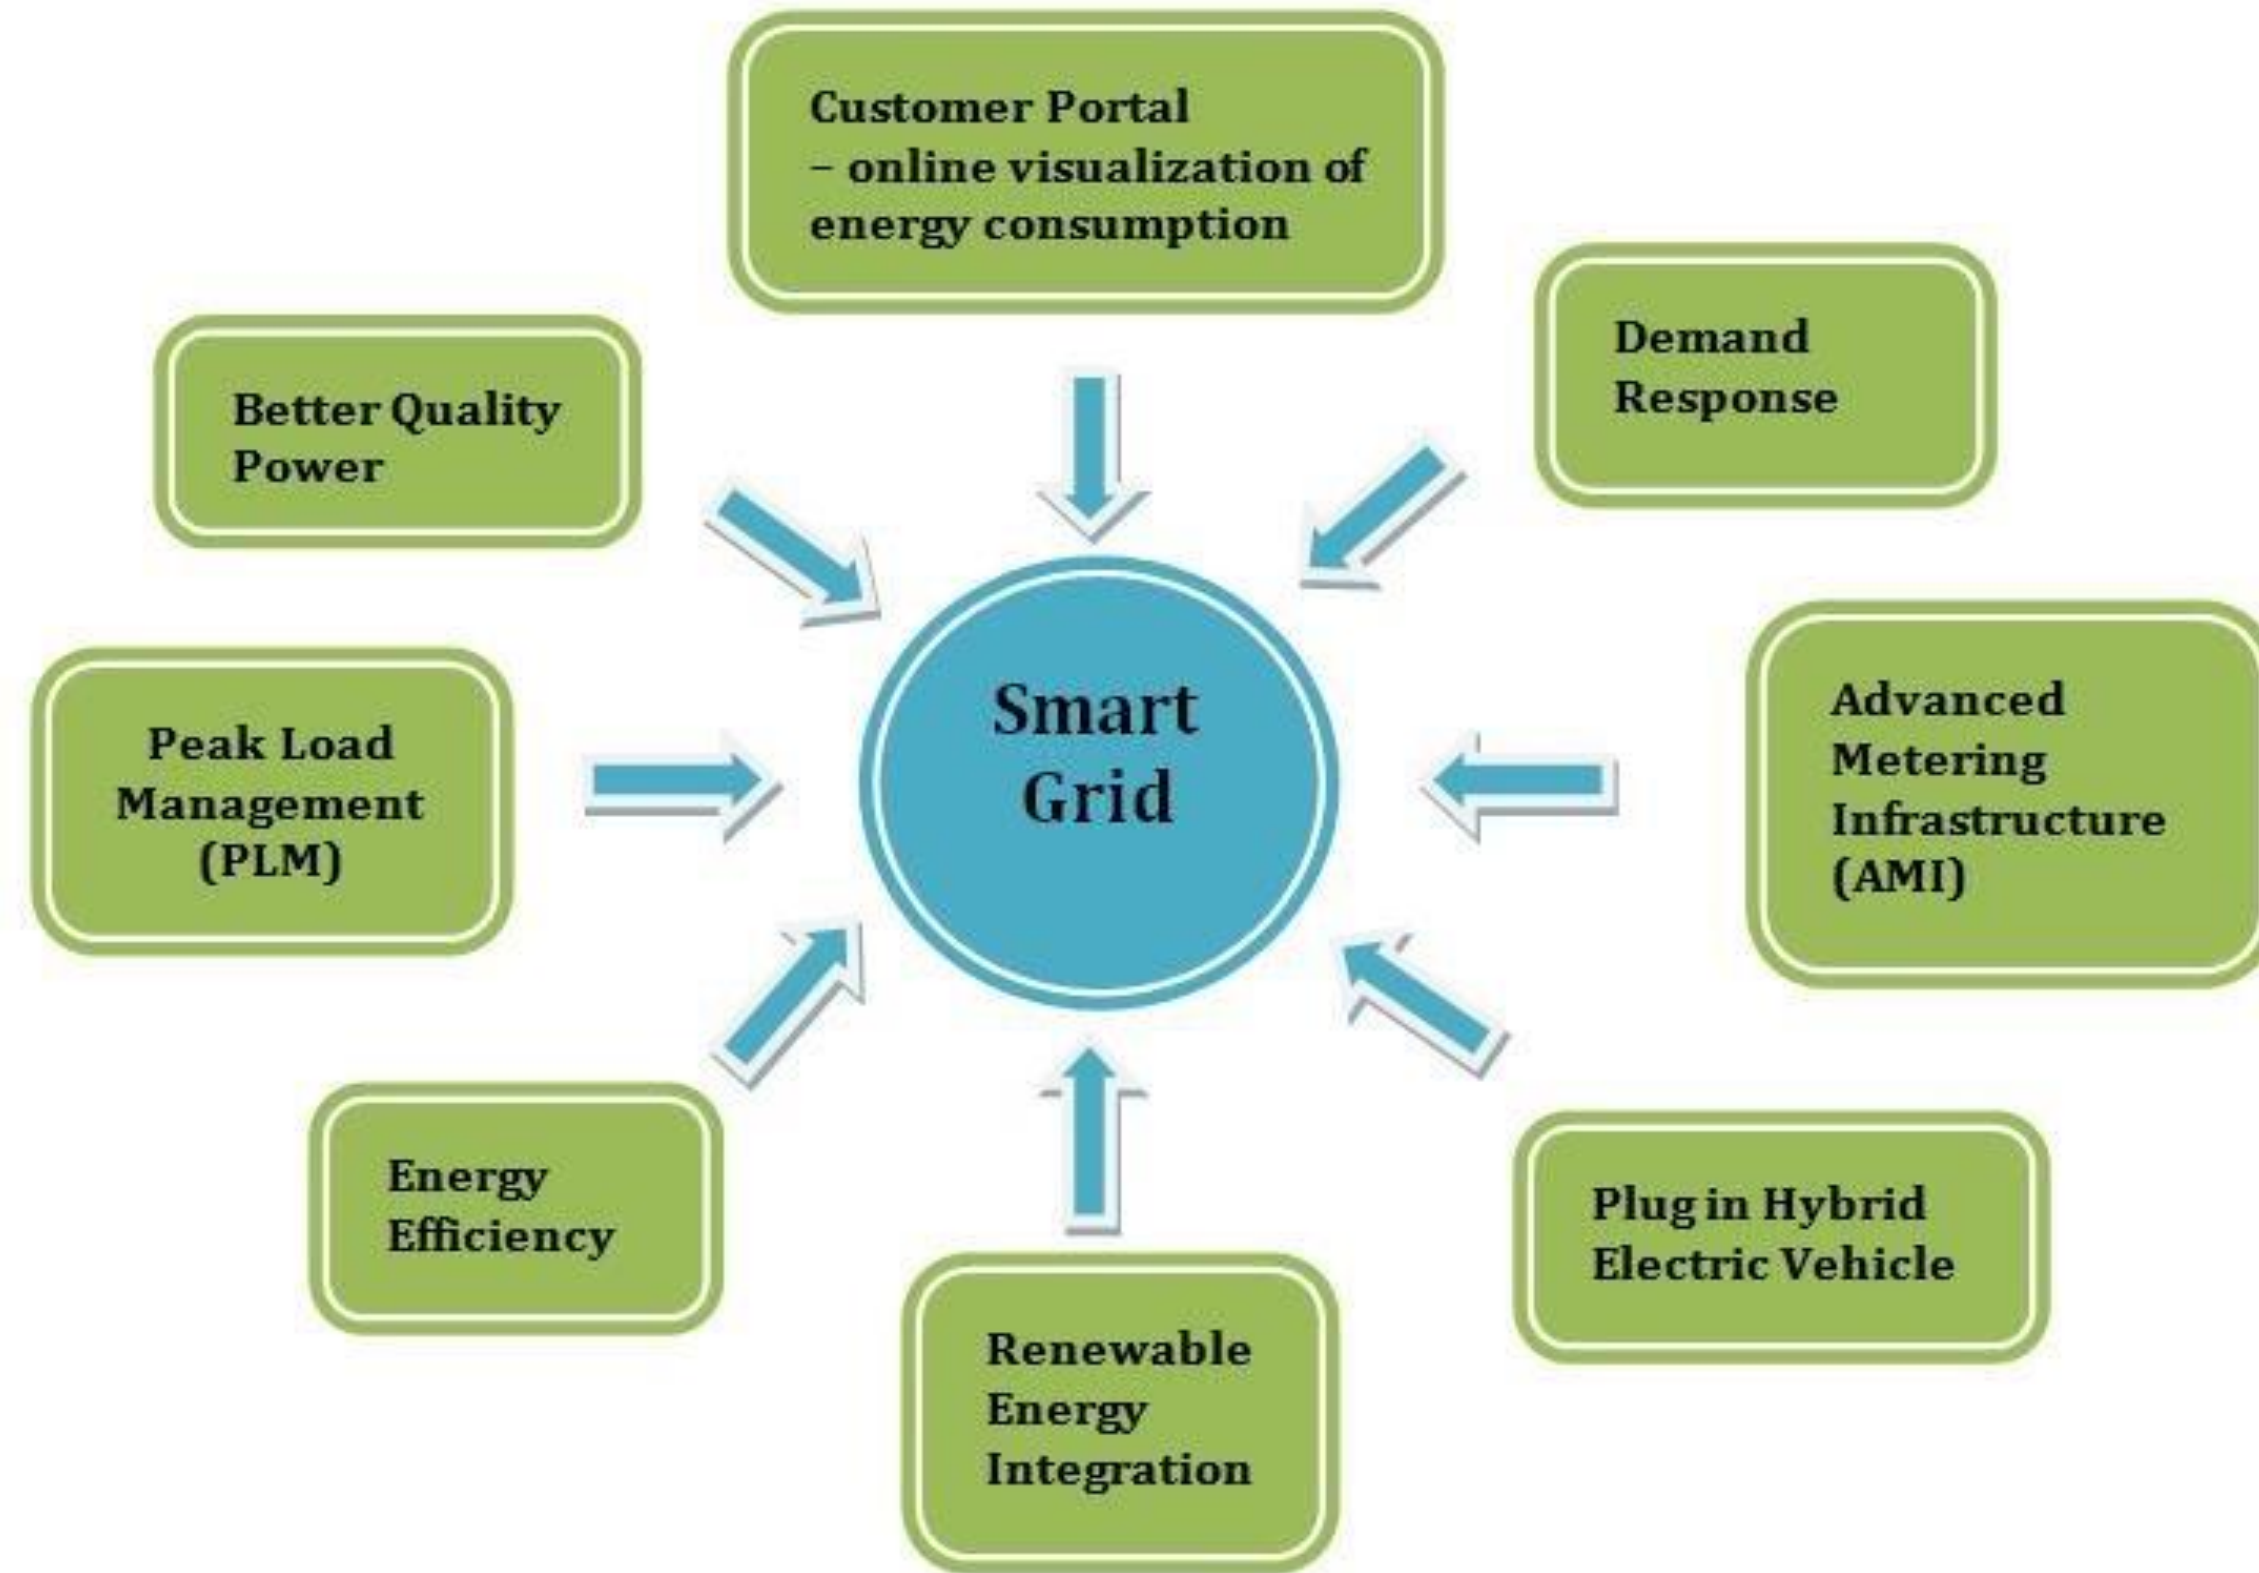 Customer Portal
– online visualization of
energy consumption
Demand
Response
Better Quality
Power
Smart
Grid
Advanced
Metering
Infrastructure
(AMI)
Peak Load
Management
(PLM)
Energy
Efficiency
Plug in Hybrid
Electric Vehicle
Renewable
Energy
Integration